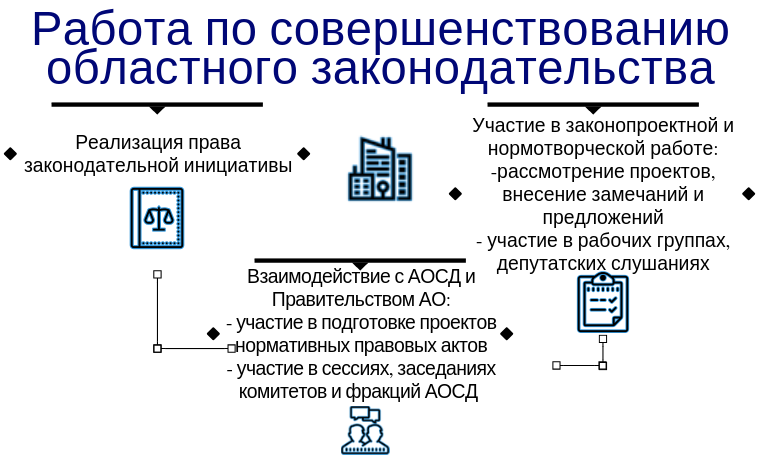 Работа по совершенствованию
областного законодательства
Реализация права
законодательной инициативы
Участие в законопроектной и
нормотворческой работе:
-рассмотрение проектов,
внесение замечаний и
предложений
- участие в рабочих группах,
депутатских слушаниях
Взаимодействие с АОСД и
Правительством АО:
- участие в подготовке проектов
нормативных правовых актов
- участие в сессиях, заседаниях
комитетов и фракций АОСД